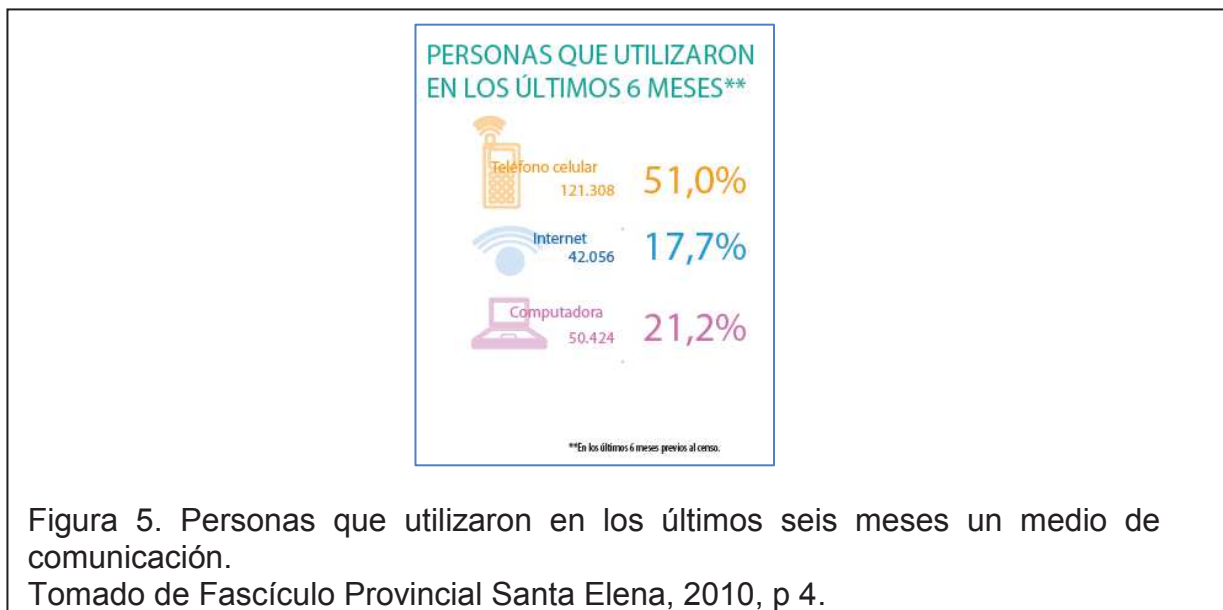 PERSONAS QUE UTILIZARON
EN LOS ÚLTIMOS 6 MESES**
Teléfono celular
121.308
51,0%
Internet
42.056
17,7%
Computadora
50.424
21,2%
**En los últimos 6 meses previos al censo.
Figura 5. Personas que utilizaron en los últimos seis meses un medio de
comunicación.
Tomado de Fascículo Provincial Santa Elena, 2010, p 4.